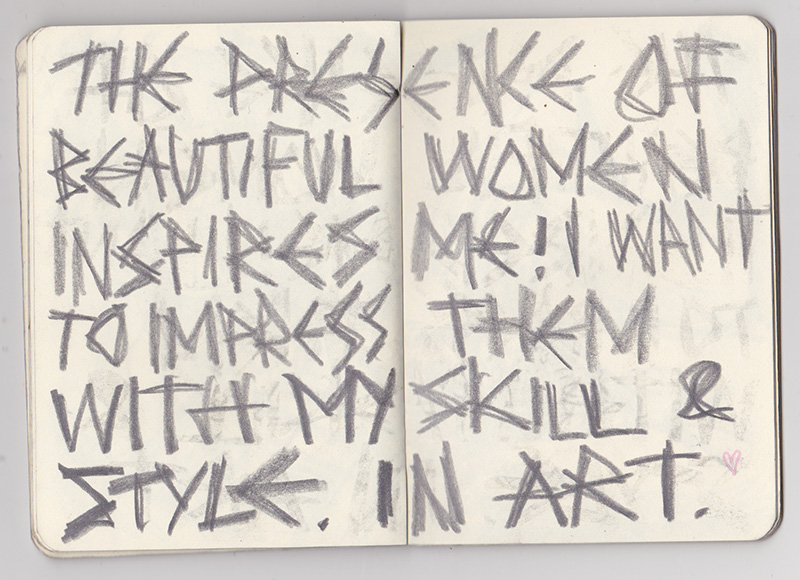 THE PRESENCE OF
BEAUTIFUL WOMEN
INSPIRES ME! I WANT
TO IMPRESS THEM
WITH MY SKILL &
STYLE. IN ART.